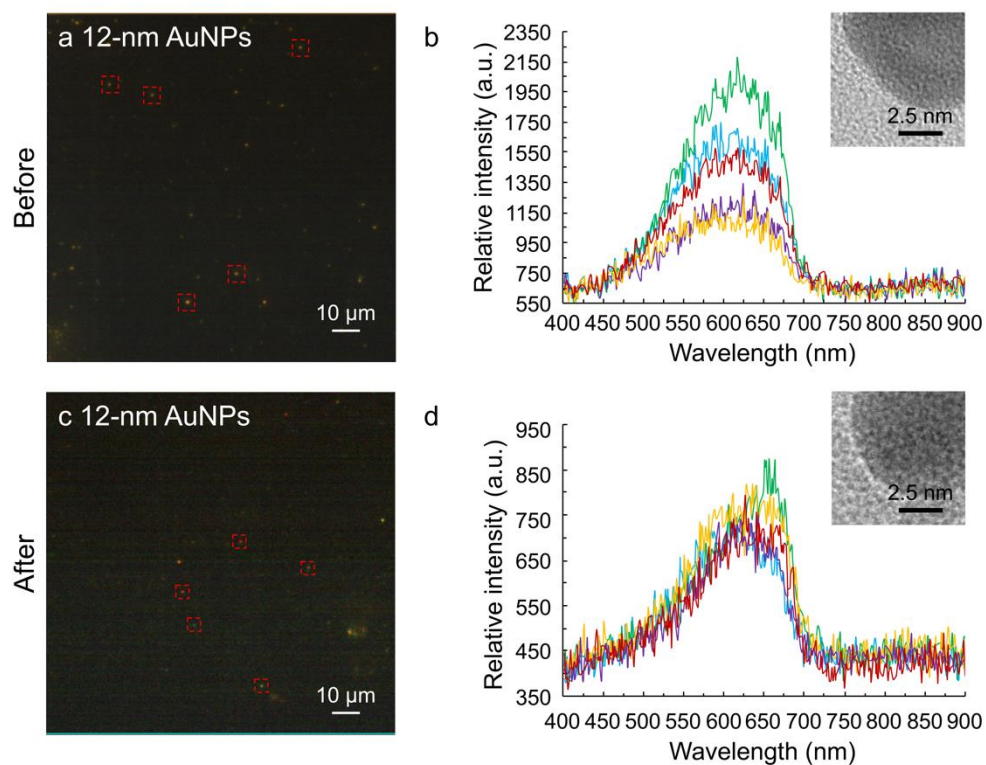 Before
a 12-nm AuNPs
10 μm
b
Relative intensity (a.u.)
2350
2150
1950
1750
1550
1350
1150
950
750
550
400 450 500 550 600 650 700 750 800 850 900
Wavelength (nm)
2.5 nm
After
c 12-nm AuNPs
10 μm
d
Relative intensity (a.u.)
950
850
750
650
550
450
350
400 450 500 550 600 650 700 750 800 850 900
Wavelength (nm)
2.5 nm